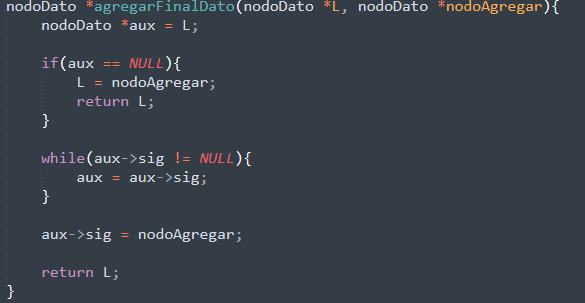 nodoDato *agregarFinalDato(nodoDato *L, nodoDato *nodoAgregar){
nodoDato *aux = L;
if(aux == NULL){
L = nodoAgregar;
return L;
}
while(aux->sig != NULL){
aux = aux->sig;
}
aux->sig = nodoAgregar;
return L;
}